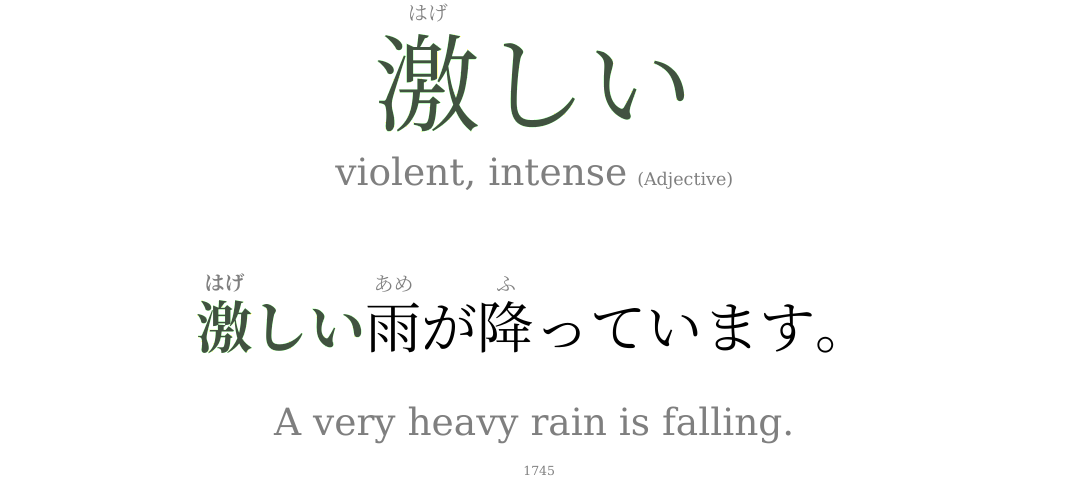 はげ
激しい
violent, intense (Adjective)
はげ あめ ふ
激しい雨が降っています。
A very heavy rain is falling.
1745